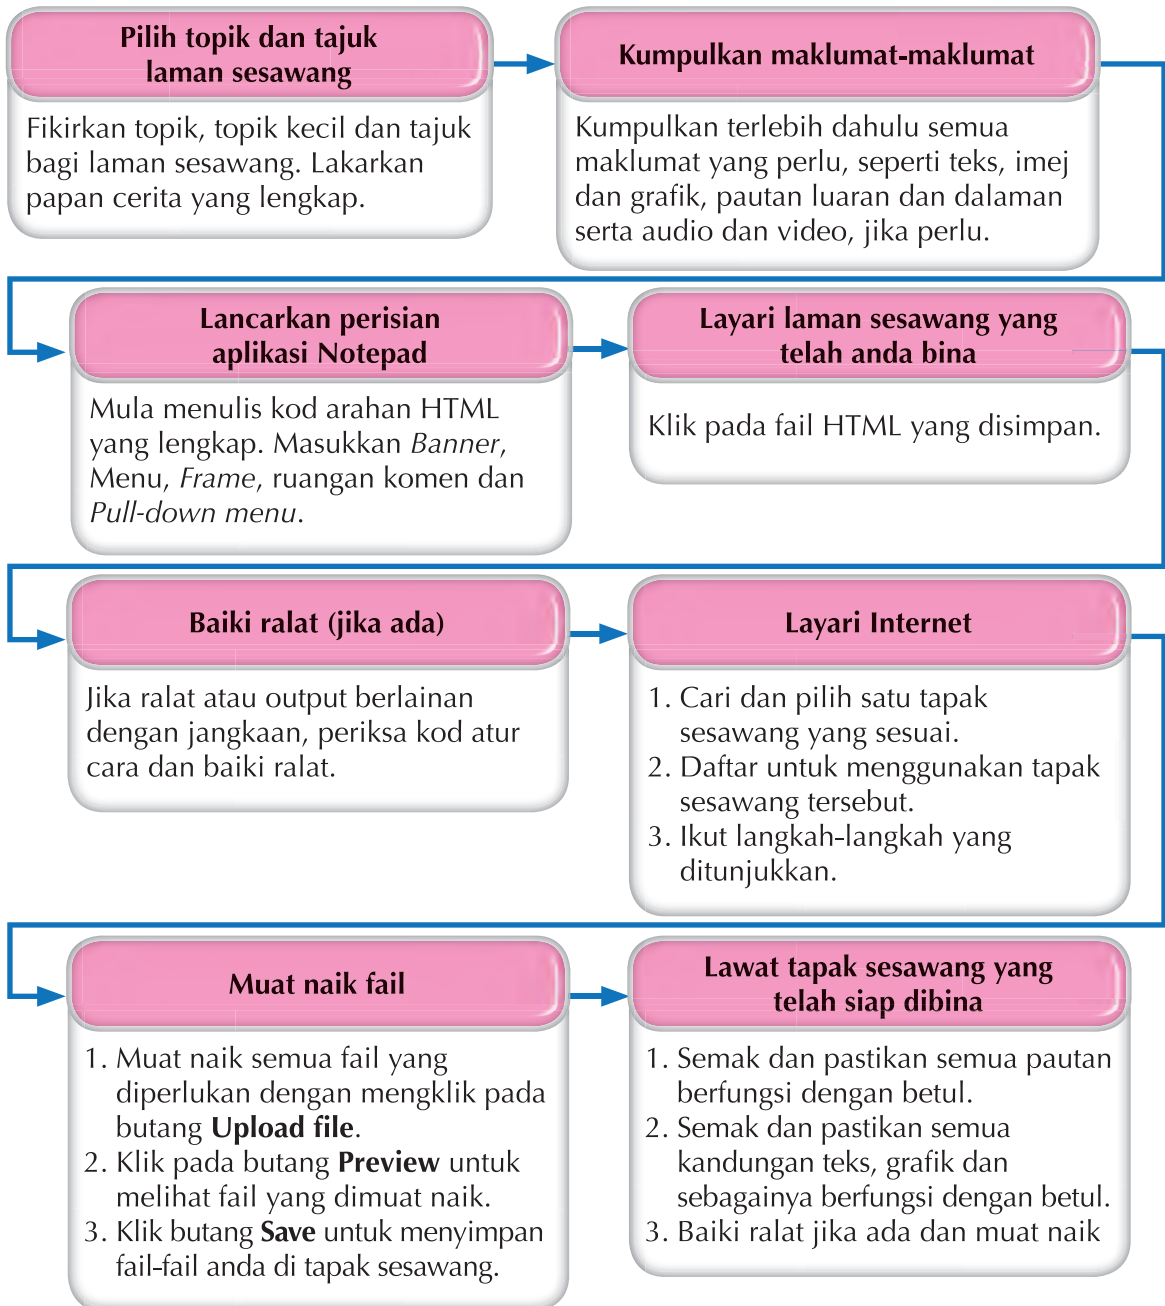 Pilih topik dan tajuk
laman sesawang
Fikirkan topik, topik kecil dan tajuk
bagi laman sesawang. Lakarkan
papan cerita yang lengkap.
Kumpulkan maklumat-maklumat
Kumpulkan terlebih dahulu semua
maklumat yang perlu, seperti teks, imej
dan grafik, pautan luaran dan dalaman
serta audio dan video, jika perlu.
Lancarkan perisian
aplikasi Notepad
Mula menulis kod arahan HTML
yang lengkap. Masukkan Banner,
Menu, Frame, ruangan komen dan
Pull-down menu.
Layari laman sesawang yang
telah anda bina
Klik pada fail HTML yang disimpan.
Baiki ralat (jika ada)
Jika ralat atau output berlainan
dengan jangkaan, periksa kod atur
cara dan baiki ralat.
Layari Internet
1. Cari dan pilih satu tapak
sesawang yang sesuai.
2. Daftar untuk menggunakan tapak
sesawang tersebut.
3. Ikut langkah-langkah yang
ditunjukkan.
Muat naik fail
1. Muat naik semua fail yang
diperlukan dengan mengklik pada
butang Upload file.
2. Klik pada butang Preview untuk
melihat fail yang dimuat naik.
3. Klik butang Save untuk menyimpan
fail-fail anda di tapak sesawang.
Lawat tapak sesawang yang
telah siap dibina
1. Semak dan pastikan semua pautan
berfungsi dengan betul.
2. Semak dan pastikan semua
kandungan teks, grafik dan
sebagainya berfungsi dengan betul.
3. Baiki ralat jika ada dan muat naik